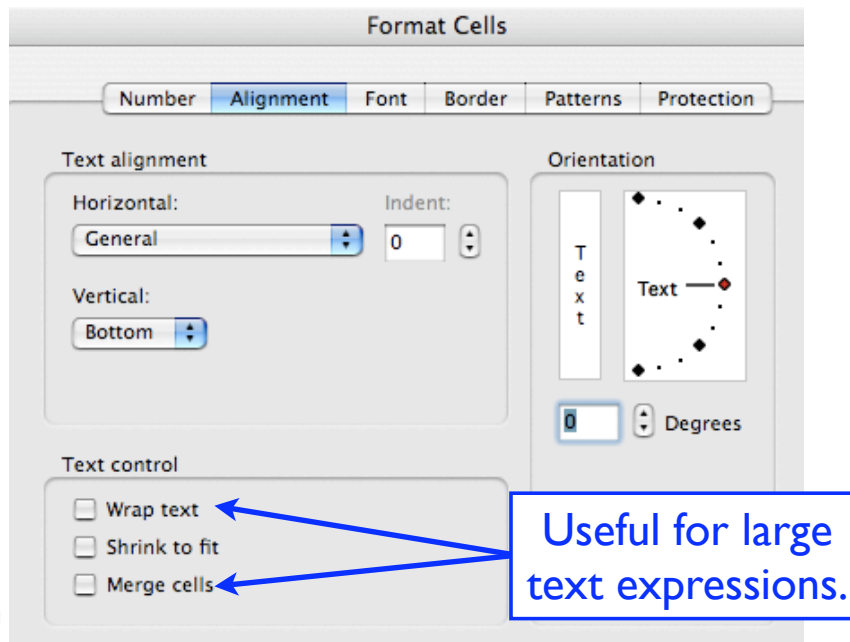 Format Cells
Number Alignment Font Border Patterns Protection
Text alignment
Horizontal: Indent:
General 0
Vertical:
Bottom
Orientation
Text
Text
0 Degrees
Text control
Wrap text
Shrink to fit
Merge cells
Useful for large
text expressions.